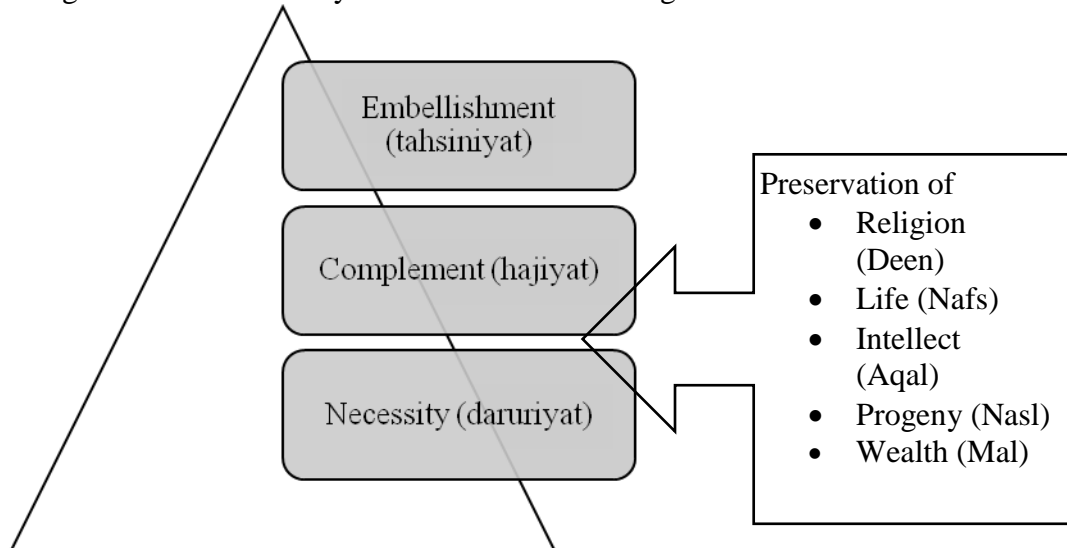 Embellishment
(tahsiniyat)
Complement (hajiyat)
Necessity (daruriyat)
Preservation of
• Religion
(Deen)
• Life (Nafs)
• Intellect
(Aqal)
• Progeny (Nasl)
• Wealth (Mal)